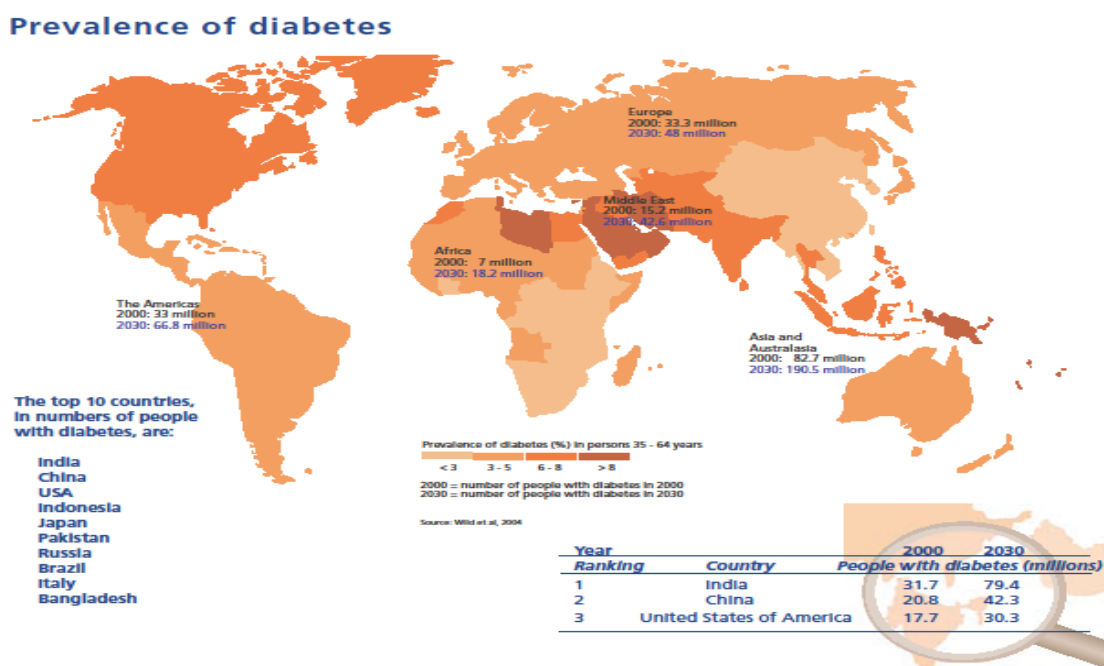 Prevalence of diabetes
Europe
2000: 33.3 million
2030: 48 million
Middle East
2000: 15.2 million
2030: 42.6 million
Africa
2000: 7 million
2030: 18.2 million
The Americas
2000: 33 million
2030: 66.8 million
Asia and
Australasia
2000: 82.7 million
2030: 190.5 million
The top 10 countries,
in numbers of people
with diabetes, are:
India
China
USA
Indonesia
Japan
Pakistan
Russia
Brazil
Italy
Bangladesh
Prevalence of diabetes (%) in persons 35 - 64 years
< 3 3 - 5 6 - 8 > 8
2000 = number of people with diabetes in 2000
2030 = number of people with diabetes in 2030
Source: Wild et al, 2004
Year 2000 2030
Ranking Country People with diabetes (millions)
1 India 31.7 79.4
2 China 20.8 42.3
3 United States of America 17.7 30.3